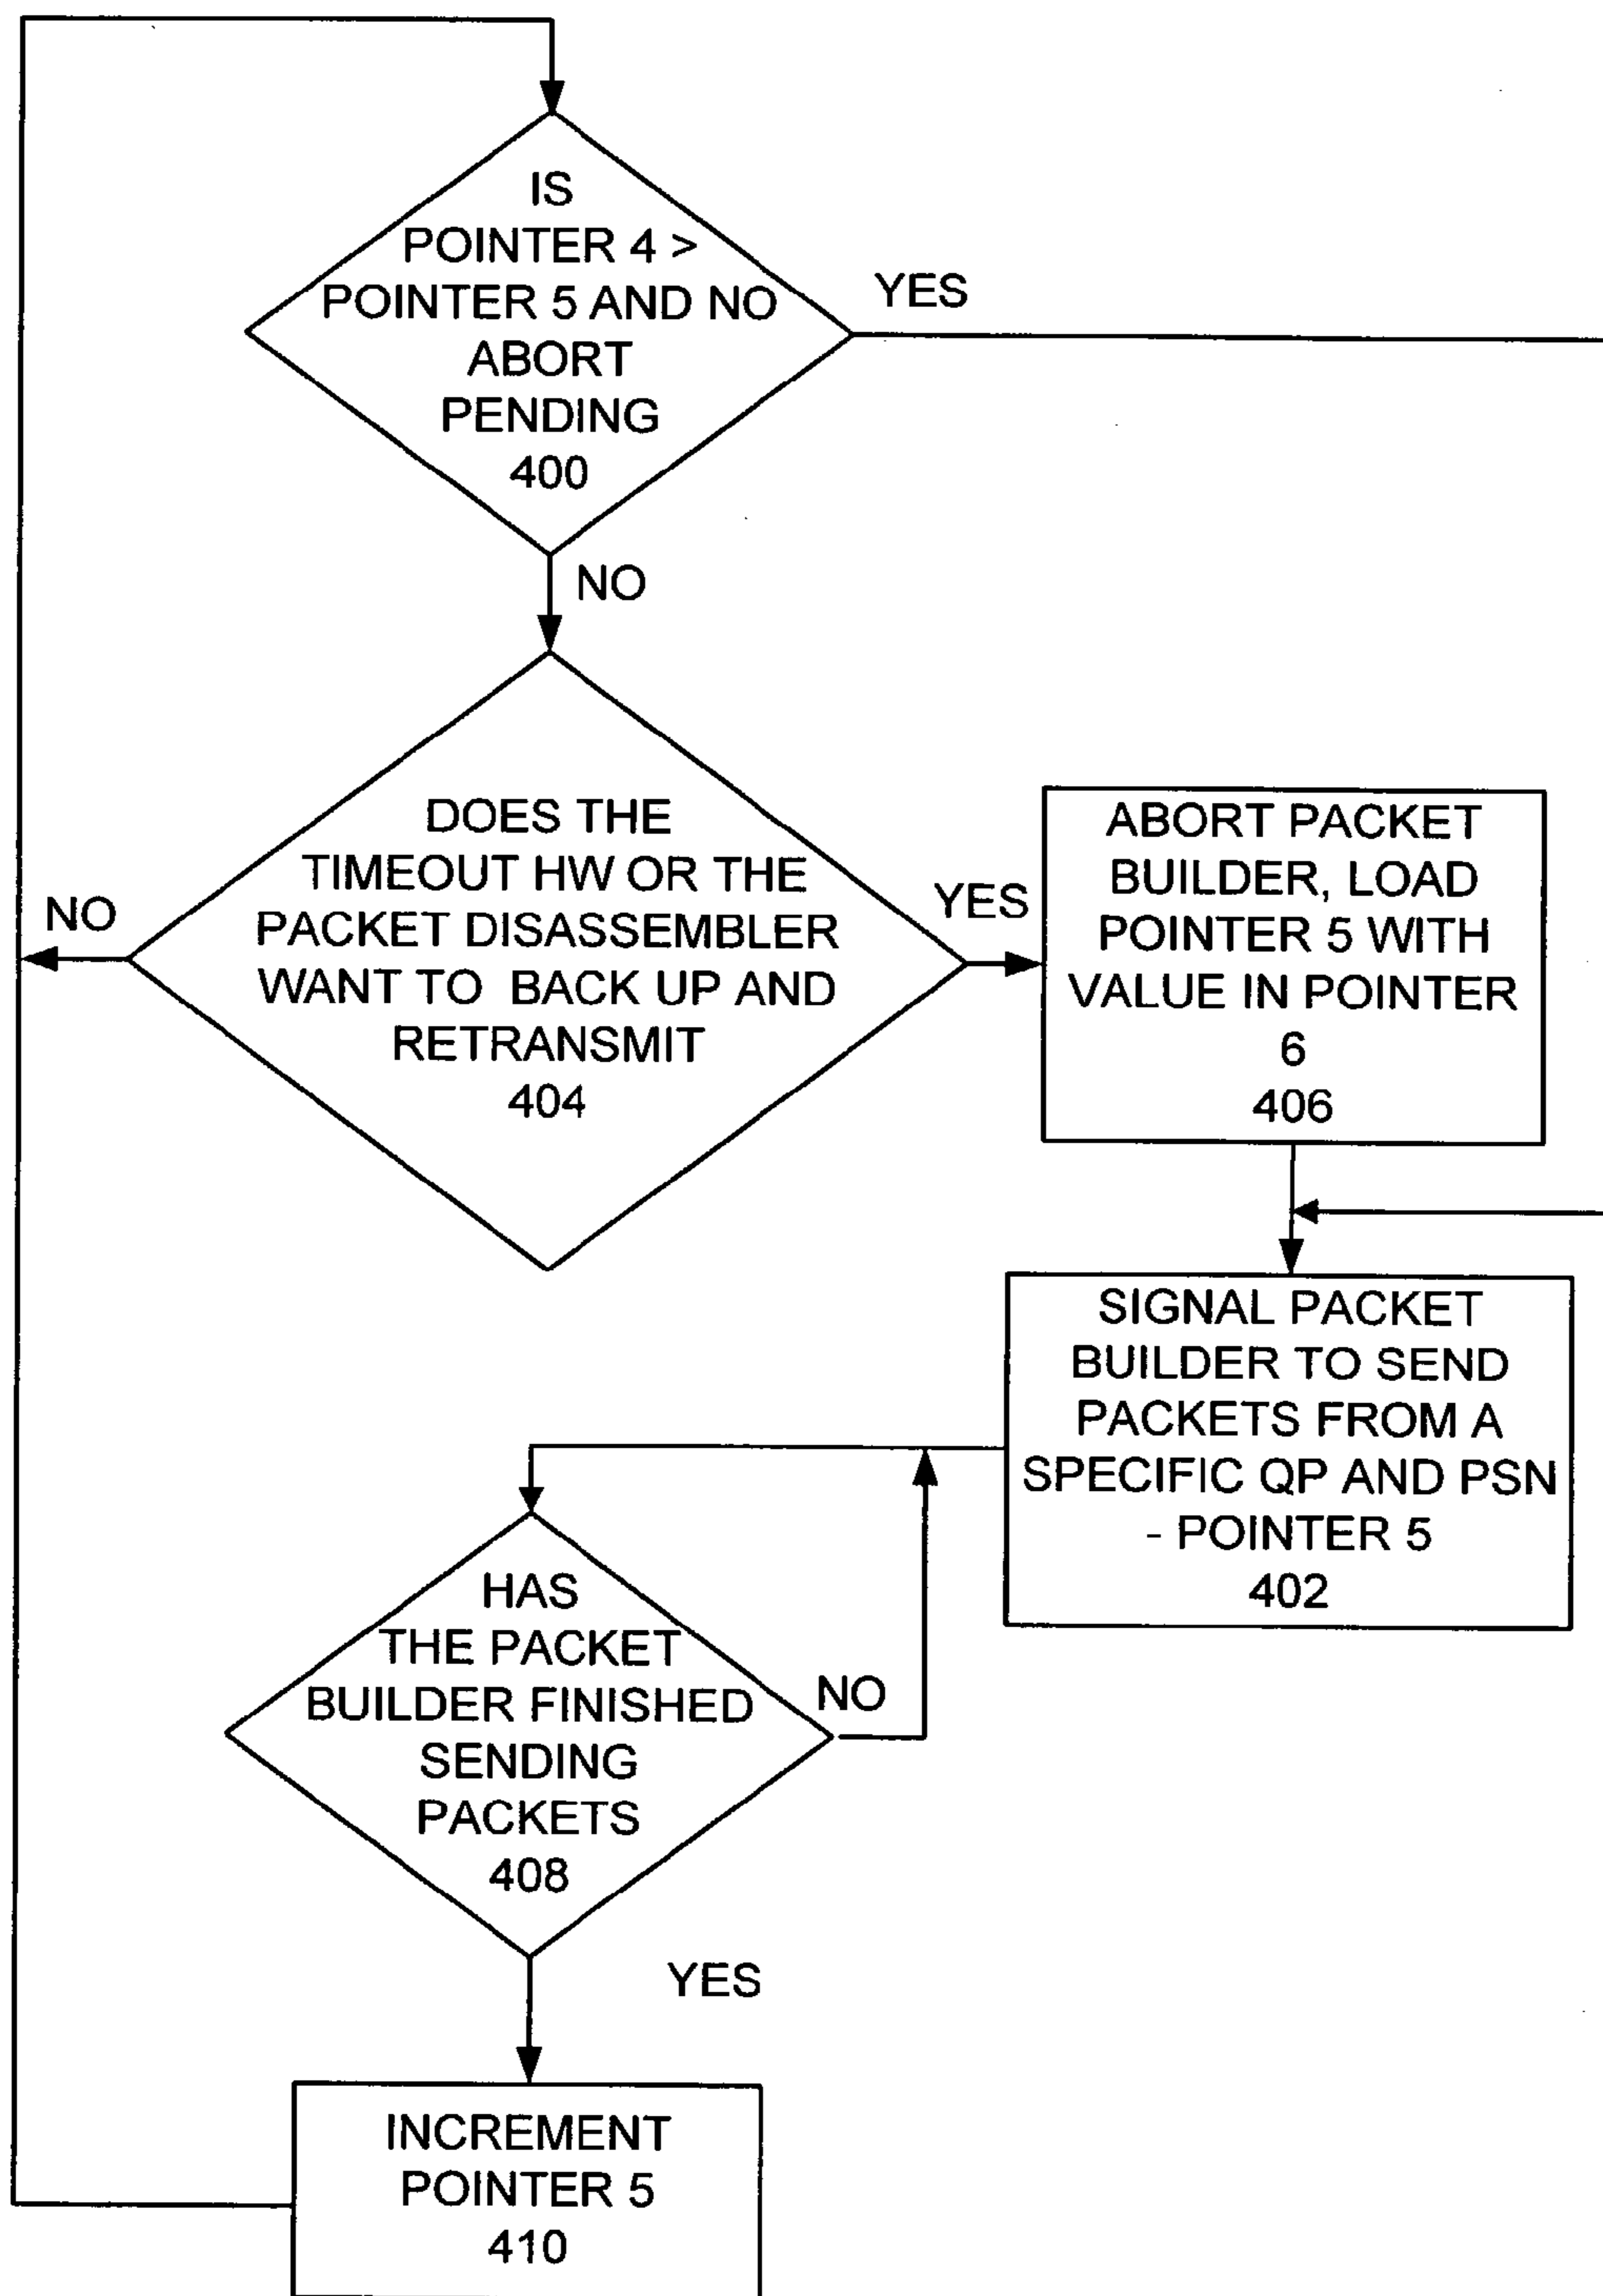 IS
POINTER 4 >
POINTER 5 AND NO
ABORT
PENDING
400
YES
NO
DOES THE
TIMEOUT HW OR THE
PACKET DISASSEMBLER
WANT TO BACK UP AND
RETRANSMIT
404
NO
YES
ABORT PACKET
BUILDER, LOAD
POINTER 5 WITH
VALUE IN POINTER
6
406
SIGNAL PACKET
BUILDER TO SEND
PACKETS FROM A
SPECIFIC QP AND PSN
- POINTER 5
402
HAS
THE PACKET
BUILDER FINISHED
SENDING
PACKETS
408
NO
YES
INCREMENT
POINTER 5
410